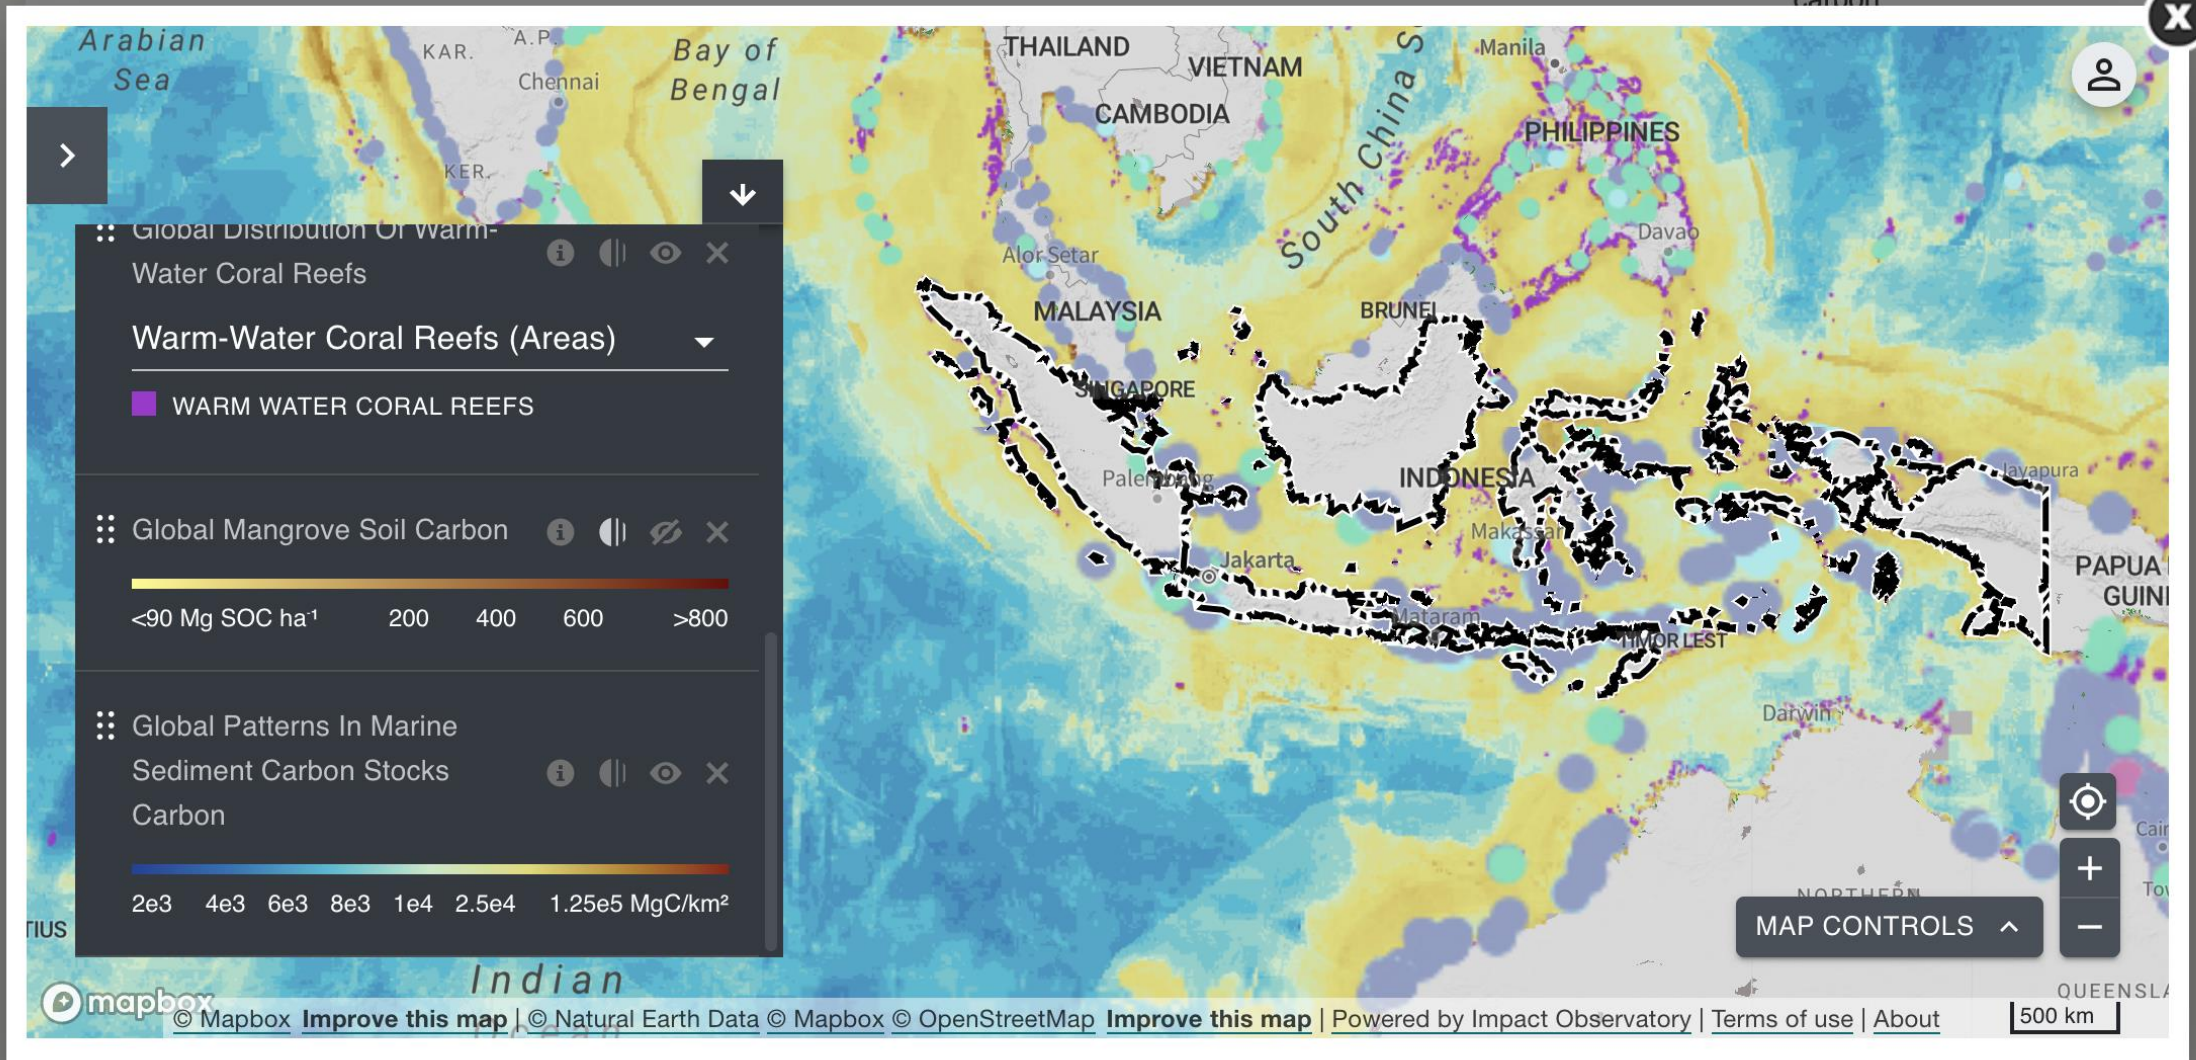 Arabian
Sea
KAR.
A.P.
Chennai
KER.
Bay of
Bengal
THAILAND
VIETNAM
CAMBODIA
South China S
Manila
PHILIPPINES
Davao
Alor Setar
MALAYSIA
BRUNEI
SINGAPORE
INDONESIA
Makassar
Jakarta
Mataram
TIMOR LEST
Jayapura
PAPUA
GUIN
Darwin
NORTHERN
Cair
QUEENSLA
TIUS
Indian
Ocean
Global Distribution Of Warm-
Water Coral Reefs
Warm-Water Coral Reefs (Areas)
WARM WATER CORAL REEFS
Global Mangrove Soil Carbon
<90 Mg SOC ha⁻¹ 200 400 600 >800
Global Patterns In Marine
Sediment Carbon Stocks
Carbon
2e3 4e3 6e3 8e3 1e4 2.5e4 1.25e5 MgC/km²
MAP CONTROLS
500 km
mapbox
© Mapbox Improve this map | © Natural Earth Data © Mapbox © OpenStreetMap Improve this map | Powered by Impact Observatory | Terms of use | About